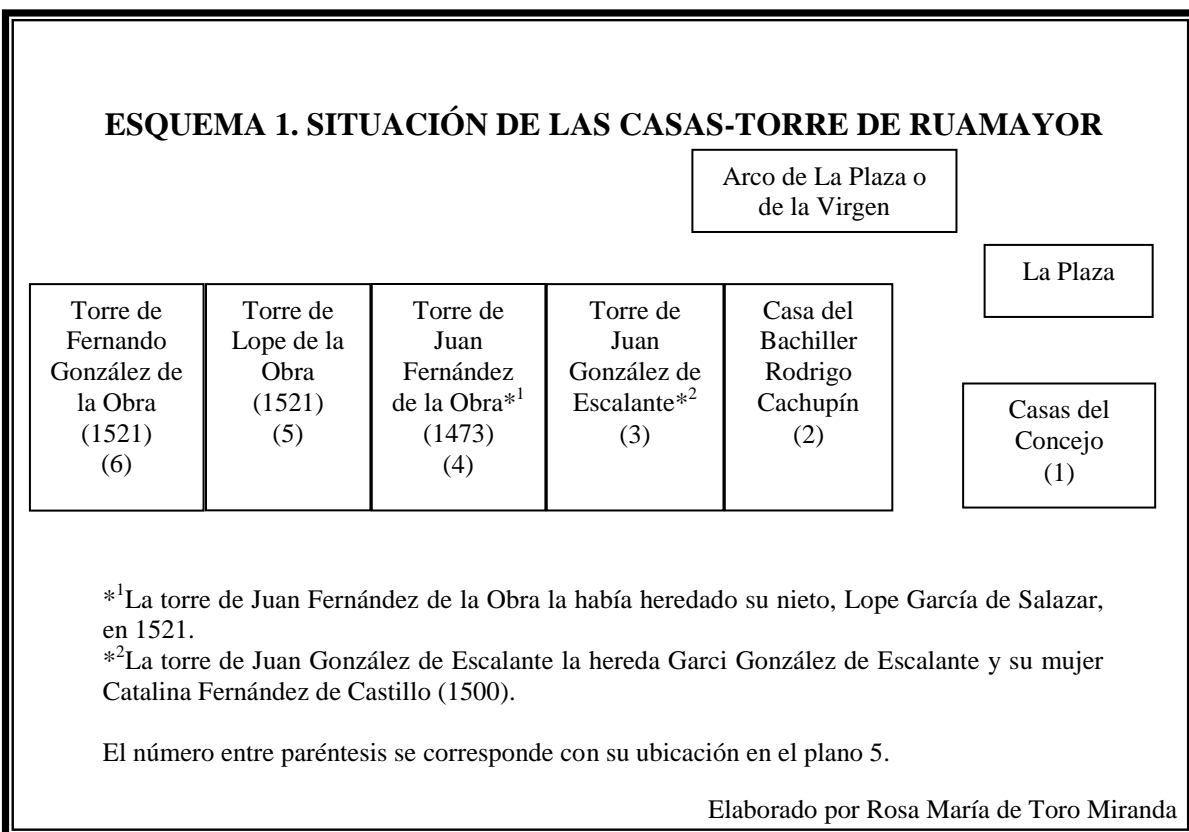 ESQUEMA 1. SITUACIÓN DE LAS CASAS-TORRE DE RUAMAYOR
Arco de La Plaza o
de la Virgen
La Plaza
Torre de
Fernando
González de
la Obra
(1521)
(6)
Torre de
Lope de la
Obra
(1521)
(5)
Torre de
Juan
Fernández
de la Obra*1
(1473)
(4)
Torre de
Juan
González de
Escalante*2
(3)
Casa del
Bachiller
Rodrigo
Cachupín
(2)
Casas del
Concejo
(1)
*1La torre de Juan Fernández de la Obra la había heredado su nieto, Lope García de Salazar,
en 1521.
*2La torre de Juan González de Escalante la hereda Garci González de Escalante y su mujer
Catalina Fernández de Castillo (1500).
El número entre paréntesis se corresponde con su ubicación en el plano 5.
Elaborado por Rosa María de Toro Miranda